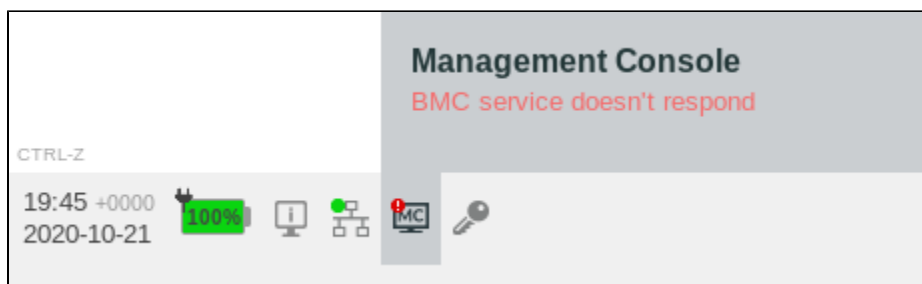 Management Console
BMC service doesn't respond
CTRL-Z
19:45 +0000
2020-10-21
100%
i
MC